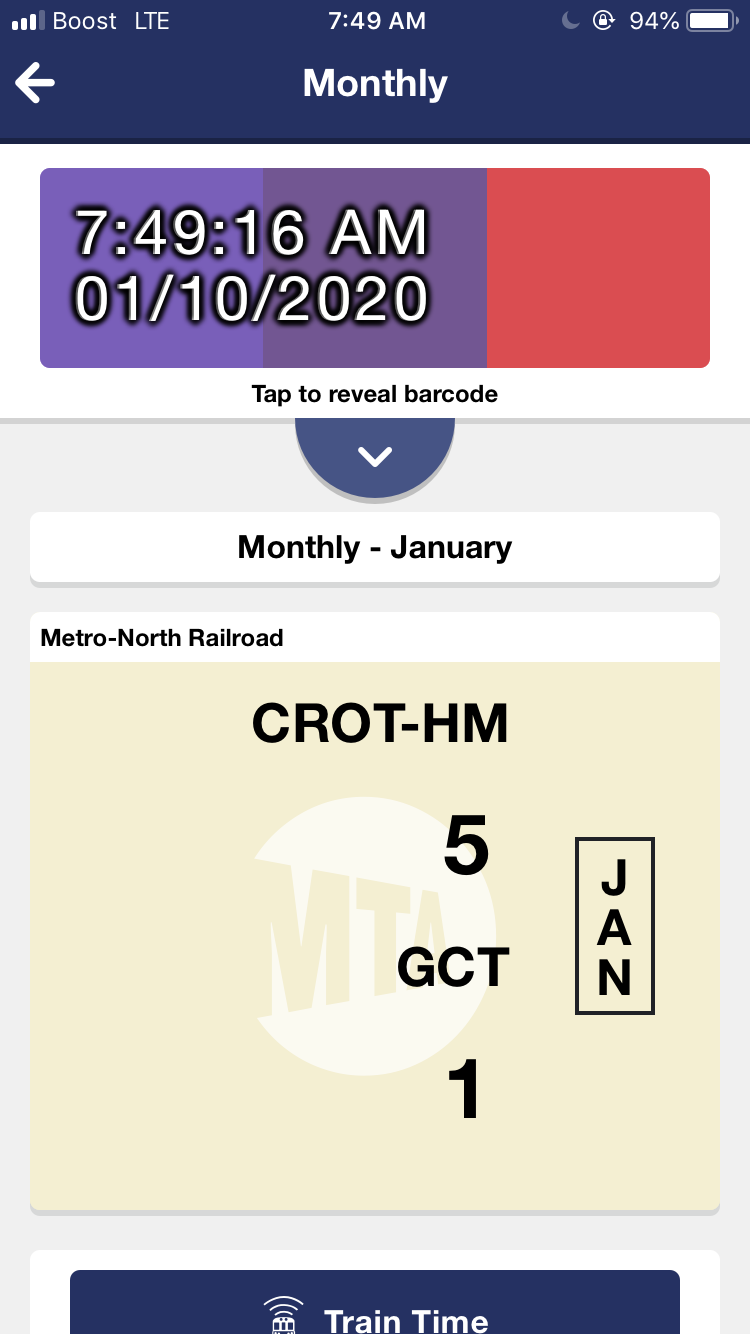 Boost LTE 7:49 AM 94%
Monthly
7:49:16 AM
01/10/2020
Tap to reveal barcode
Monthly - January
Metro-North Railroad
CROT-HM
5
MTA
GCT
1
J
A
N
Train Time